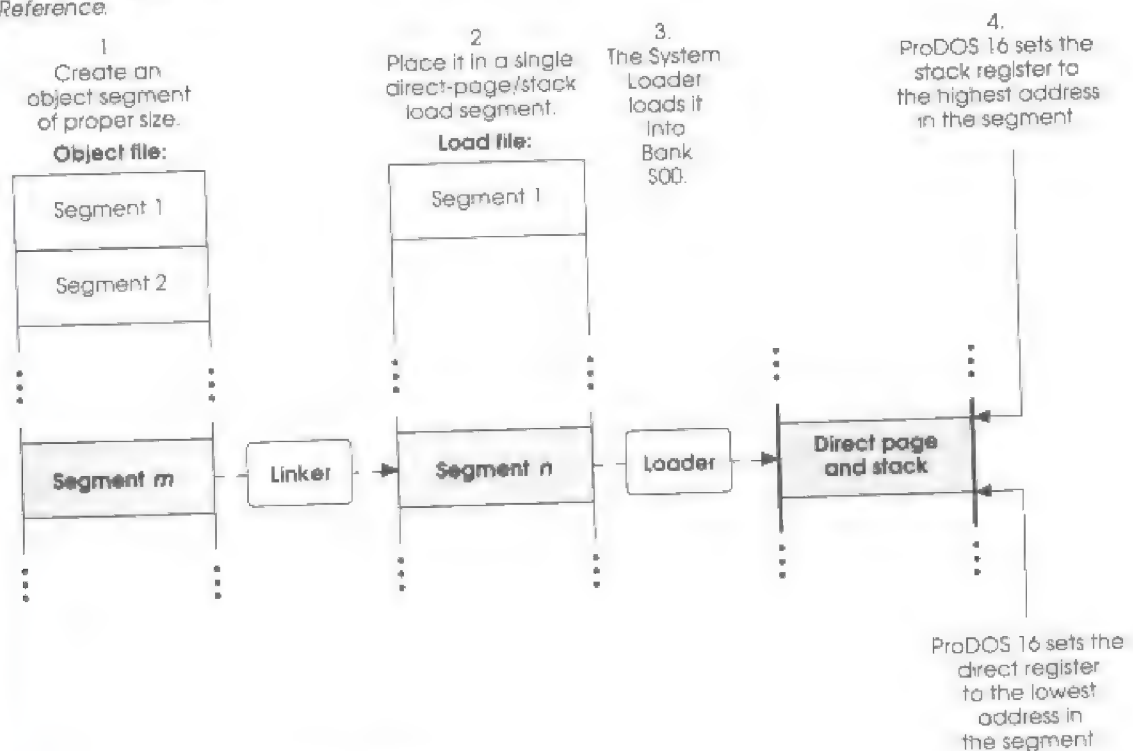 Reference.
1
Create an
object segment
of proper size.
Object file:
Segment 1
Segment 2
Segment m
Linker
2
Place it in a single
direct-page/stack
load segment.
Load file:
Segment 1
Segment n
3.
The System
Loader
loads it
into
Bank
$00.
Loader
4.
ProDOS 16 sets the
stack register to
the highest address
in the segment
Direct page
and stack
ProDOS 16 sets the
direct register
to the lowest
address in
the segment